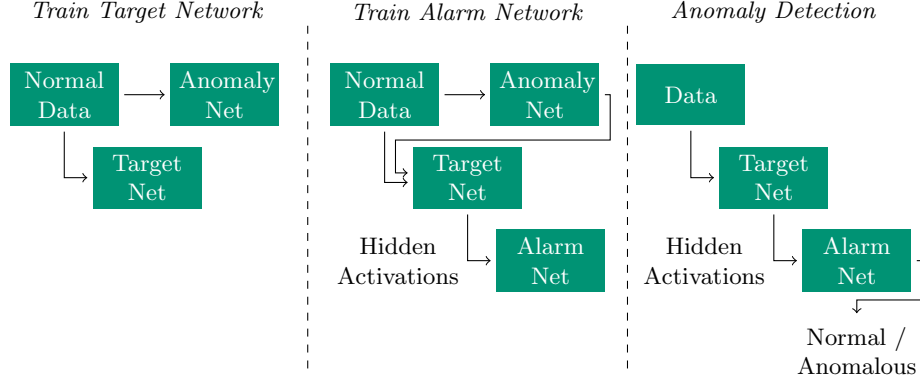 Train Target Network
Normal
Data
Anomaly
Net
Target
Net
Train Alarm Network
Normal
Data
Anomaly
Net
Target
Net
Hidden
Activations
Alarm
Net
Anomaly Detection
Data
Target
Net
Hidden
Activations
Alarm
Net
Normal /
Anomalous